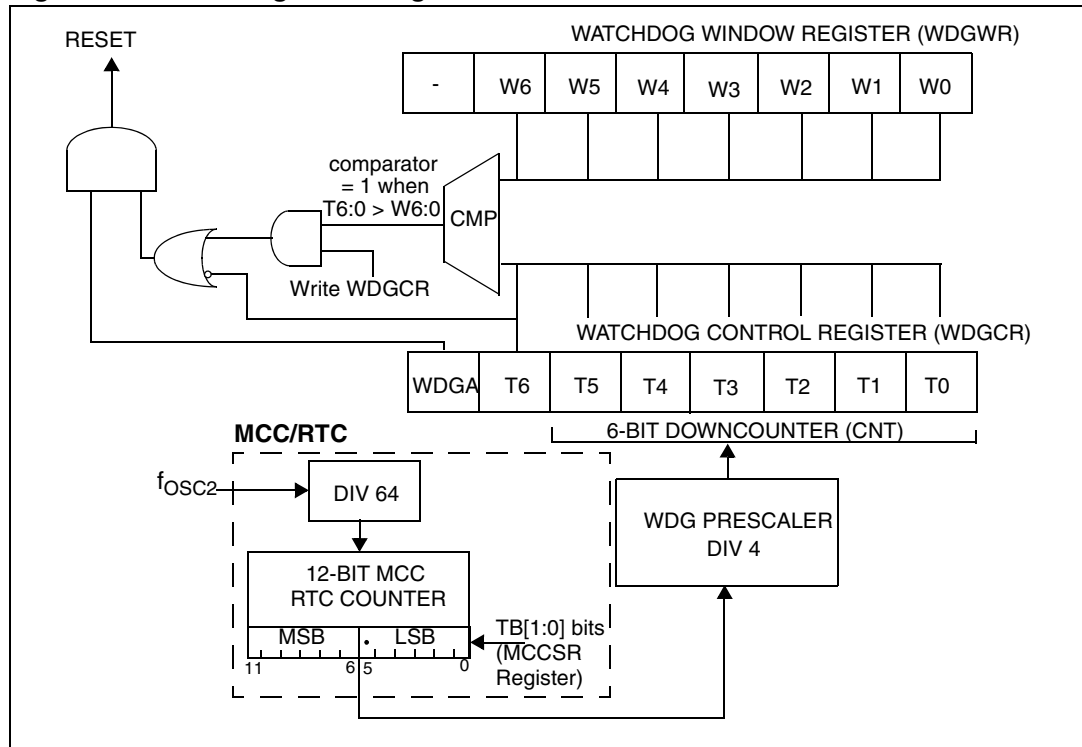 RESET
WATCHDOG WINDOW REGISTER (WDGWR)
- W6 W5 W4 W3 W2 W1 W0
comparator
= 1 when
T6:0 > W6:0
CMP
Write WDGCR
WATCHDOG CONTROL REGISTER (WDGCR)
WDGA T6 T5 T4 T3 T2 T1 T0
6-BIT DOWNCOUNTER (CNT)
MCC/RTC
fOSC2
DIV 64
WDG PRESCALER
DIV 4
12-BIT MCC
RTC COUNTER
MSB LSB
11 6 5 0
TB[1:0] bits
(MCCSR
Register)